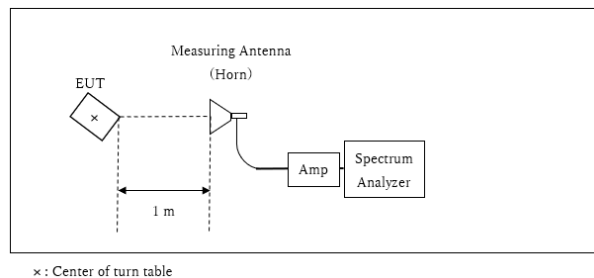 Measuring Antenna
(Horn)
EUT
Amp
Spectrum
Analyzer
1 m
× : Center of turn table